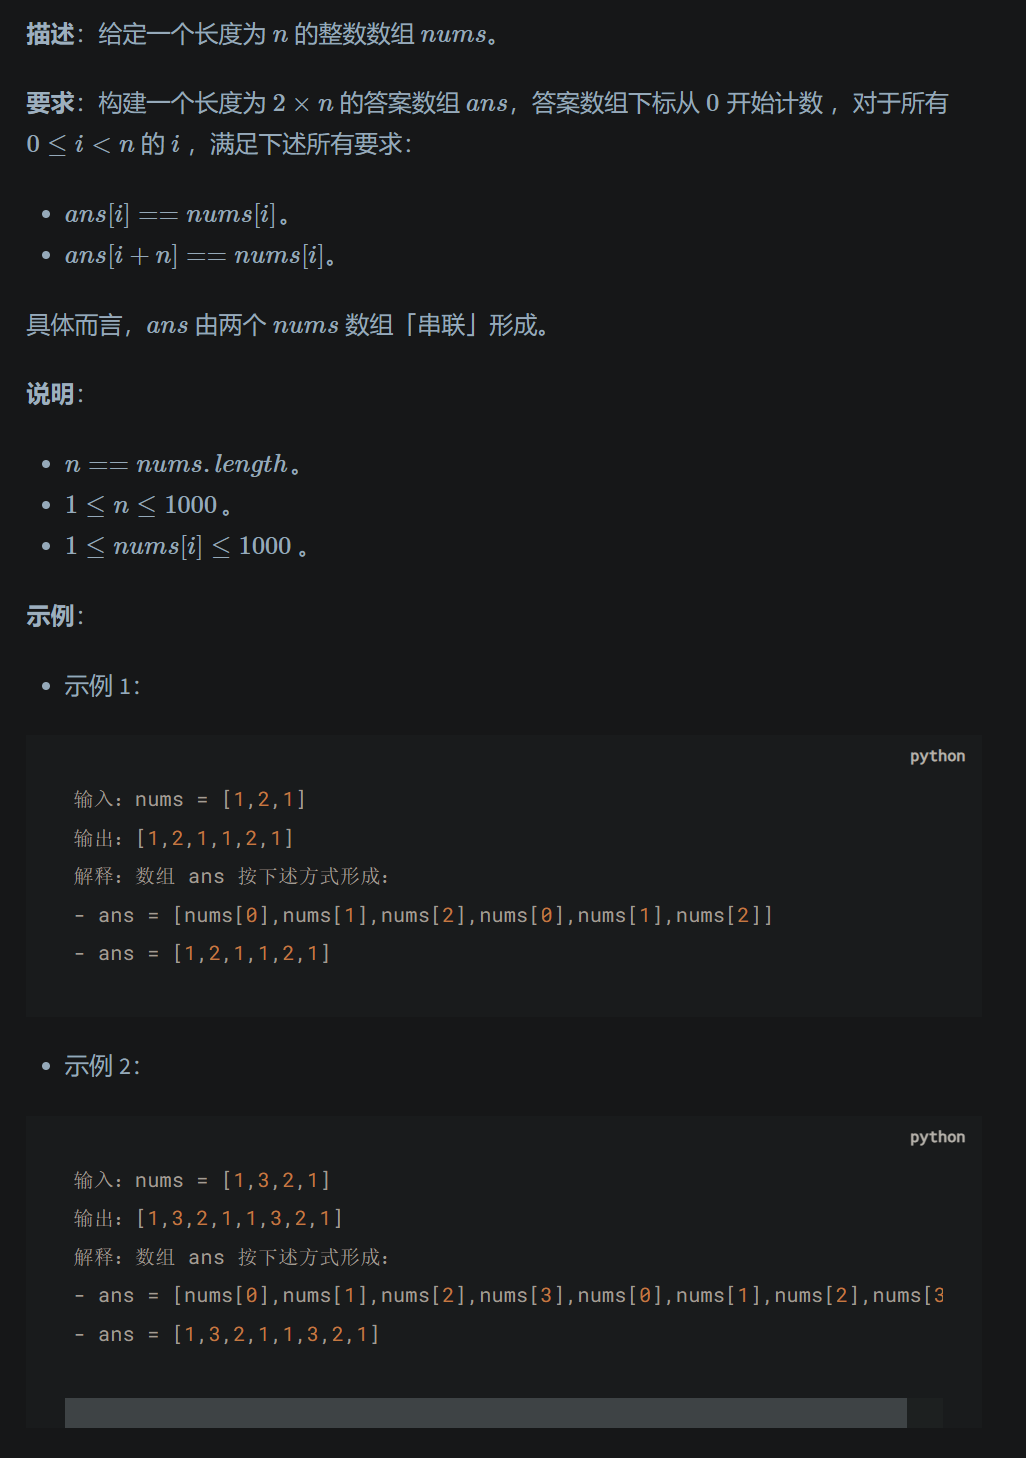 描述：给定一个长度为 n 的整数数组 nums。
要求：构建一个长度为 2 × n 的答案数组 ans，答案数组下标从 0 开始计数 ，对于所有
0 ≤ i < n 的 i ，满足下述所有要求：
• ans[i] == nums[i]。
• ans[i + n] == nums[i]。
具体而言，ans 由两个 nums 数组「串联」形成。
说明：
• n == nums.length。
• 1 ≤ n ≤ 1000。
• 1 ≤ nums[i] ≤ 1000 。
示例：
• 示例 1：
python
输入：nums = [1,2,1]
输出：[1,2,1,1,2,1]
解释：数组 ans 按下述方式形成：
- ans = [nums[0],nums[1],nums[2],nums[0],nums[1],nums[2]]
- ans = [1,2,1,1,2,1]
• 示例 2：
python
输入：nums = [1,3,2,1]
输出：[1,3,2,1,1,3,2,1]
解释：数组 ans 按下述方式形成：
- ans = [nums[0],nums[1],nums[2],nums[3],nums[0],nums[1],nums[2],nums[3
- ans = [1,3,2,1,1,3,2,1]